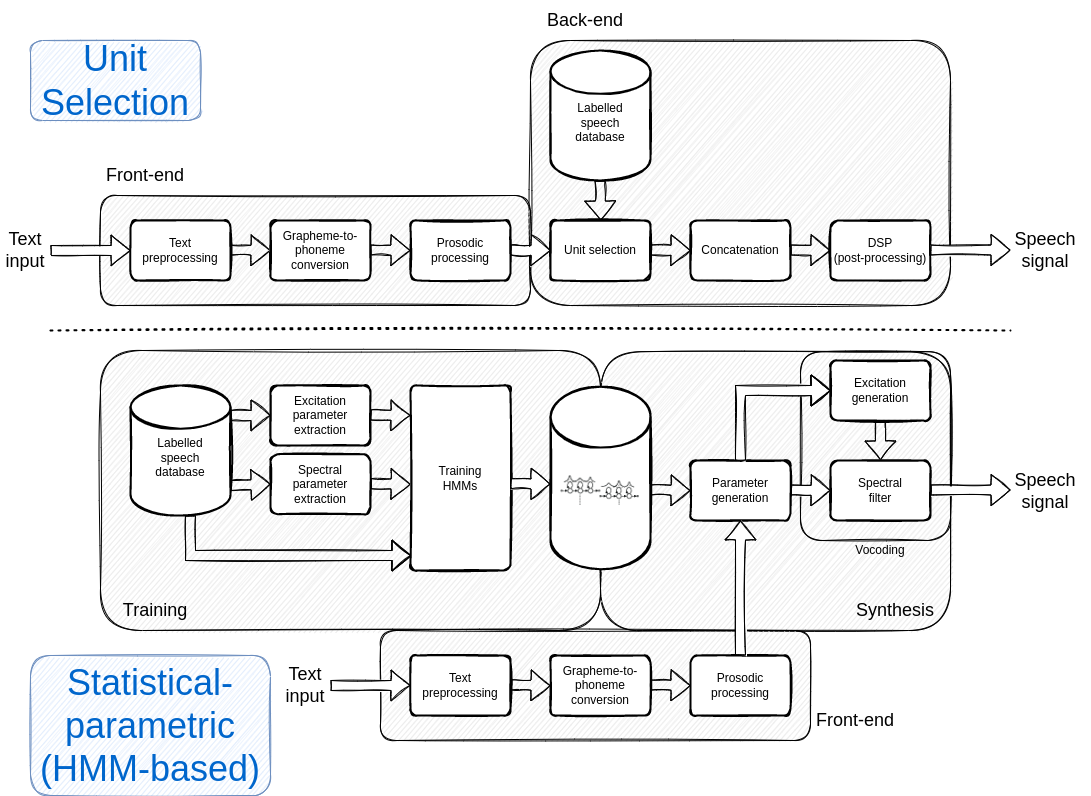 Back-end
Unit
Selection
Labelled
speech
database
Front-end
Text
input
Text
preprocessing
Grapheme-to-
phoneme
conversion
Prosodic
processing
Unit selection
Concatenation
DSP
(post-processing)
Speech
signal
Labelled
speech
database
Excitation
parameter
extraction
Spectral
parameter
extraction
Training
HMMs
Parameter
generation
Excitation
generation
Spectral
filter
Speech
signal
Vocoding
Training
Synthesis
Statistical-
parametric
(HMM-based)
Text
input
Text
preprocessing
Grapheme-to-
phoneme
conversion
Prosodic
processing
Front-end